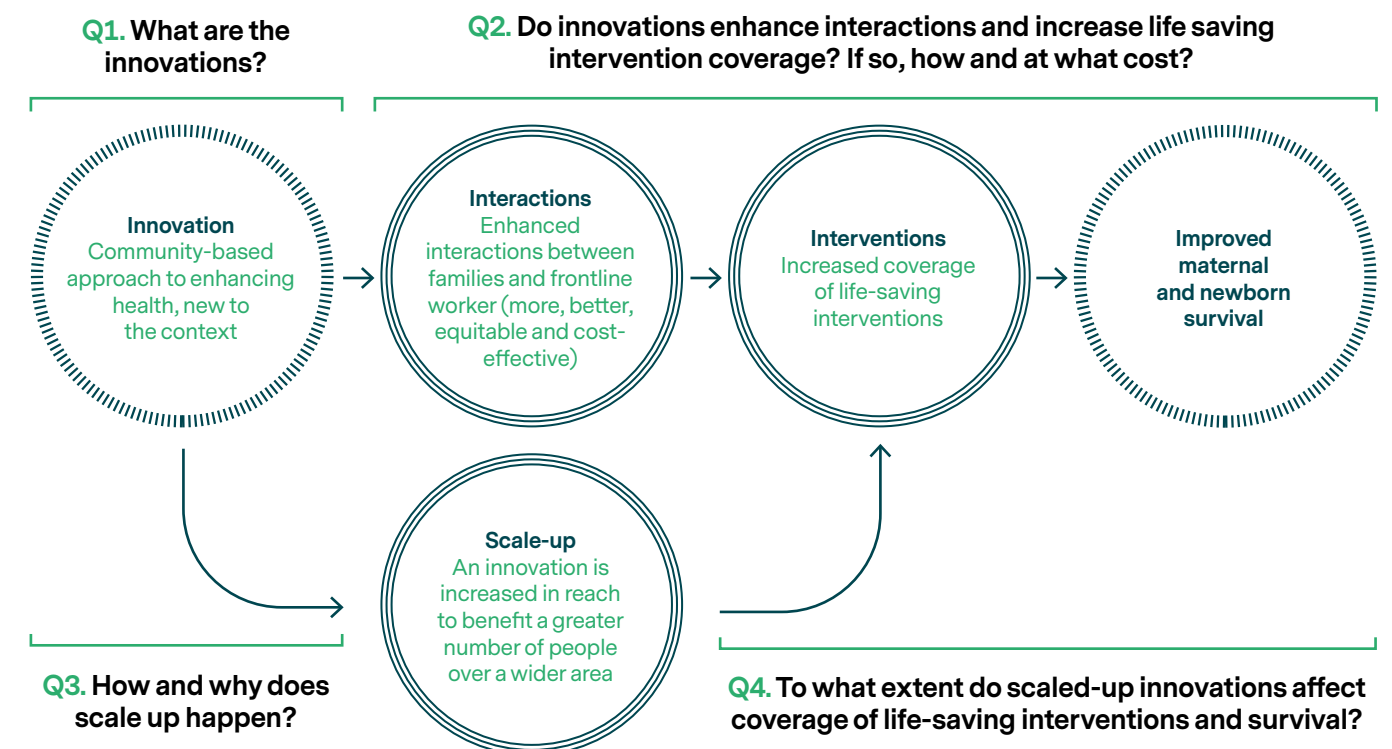 Q1. What are the
innovations?
Q2. Do innovations enhance interactions and increase life saving
intervention coverage? If so, how and at what cost?
Innovation
Community-based
approach to enhancing
health, new to
the context
Interactions
Enhanced
interactions between
families and frontline
worker (more, better,
equitable and cost-
effective)
Interventions
Increased coverage
of life-saving
interventions
Improved
maternal
and newborn
survival
Scale-up
An innovation is
increased in reach
to benefit a greater
number of people
over a wider area
Q3. How and why does
scale up happen?
Q4. To what extent do scaled-up innovations affect
coverage of life-saving interventions and survival?